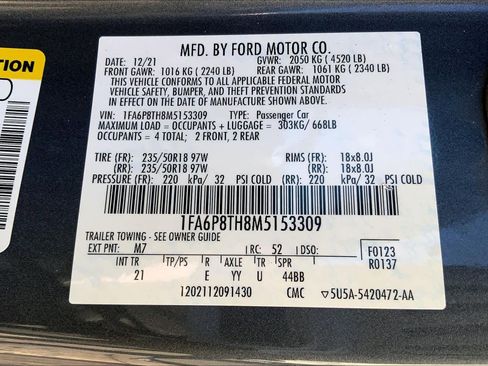 TION
MFD. BY FORD MOTOR CO.
DATE: 12/21 GVWR: 2050 KG ( 4520 LB)
FRONT GAWR: 1016 KG ( 2240 LB) REAR GAWR: 1061 KG ( 2340 LB)
THIS VEHICLE CONFORMS TO ALL APPLICABLE FEDERAL MOTOR
VEHICLE SAFETY, BUMPER, AND THEFT PREVENTION STANDARDS
IN EFFECT ON THE DATE OF MANUFACTURE SHOWN ABOVE.
VIN: 1FA6P8TH8M5153309 TYPE: Passenger Car
MAXIMUM LOAD = OCCUPANTS + LUGGAGE = 303KG/ 668LB
OCCUPANTS = 4 TOTAL; 2 FRONT, 2 REAR
TIRE (FR): 235/50R18 97W RIMS (FR): 18x8.0J
(RR): 235/50R18 97W (RR): 18x8.0J
PRESSURE (FR): 220 kPa/ 32 PSI COLD (RR): 220 kPa/ 32 PSI COLD
1FA6P8TH8M5153309
TRAILER TOWING - SEE OWNER GUIDE
EXT PNT: M7 RC: 52 DSO: F0123
INT TR TP/PS R AXLE TR SPR R0137
21 E YY U 44BB
1202112091430 CMC ▽5U5A-5420472-AA